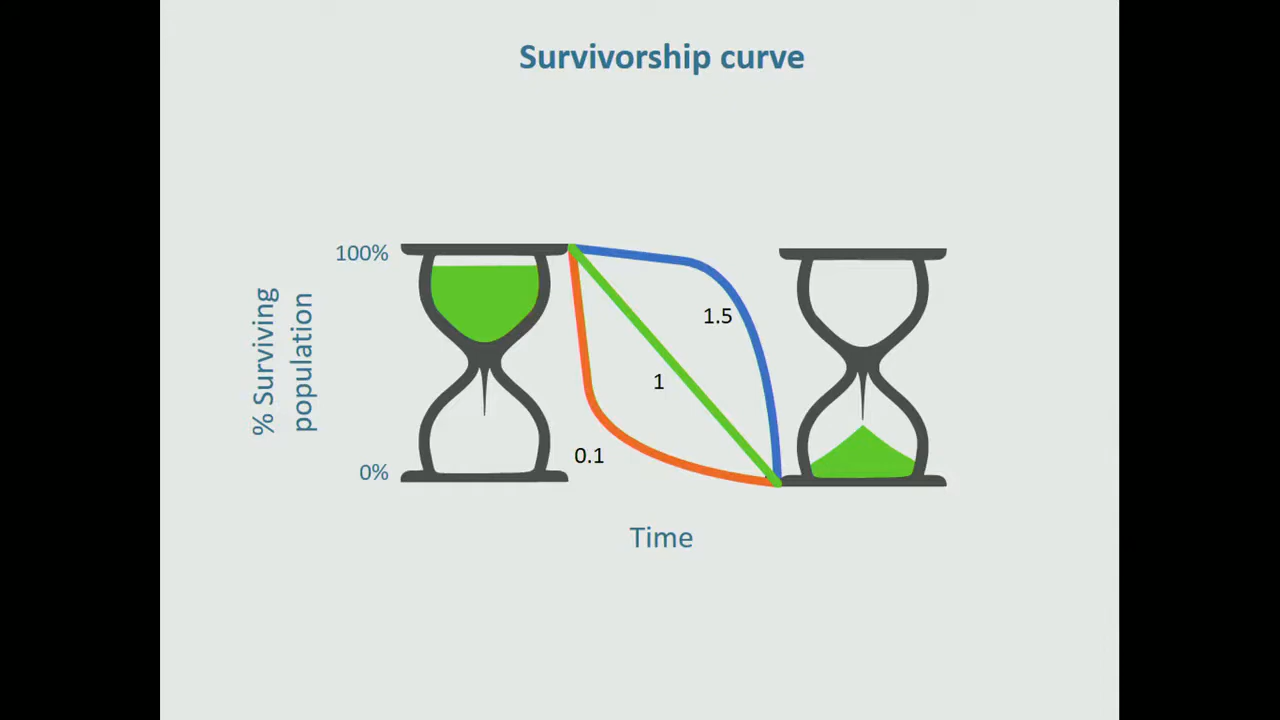 Survivorship curve
100%
% Surviving
population
1.5
1
0.1
0%
Time